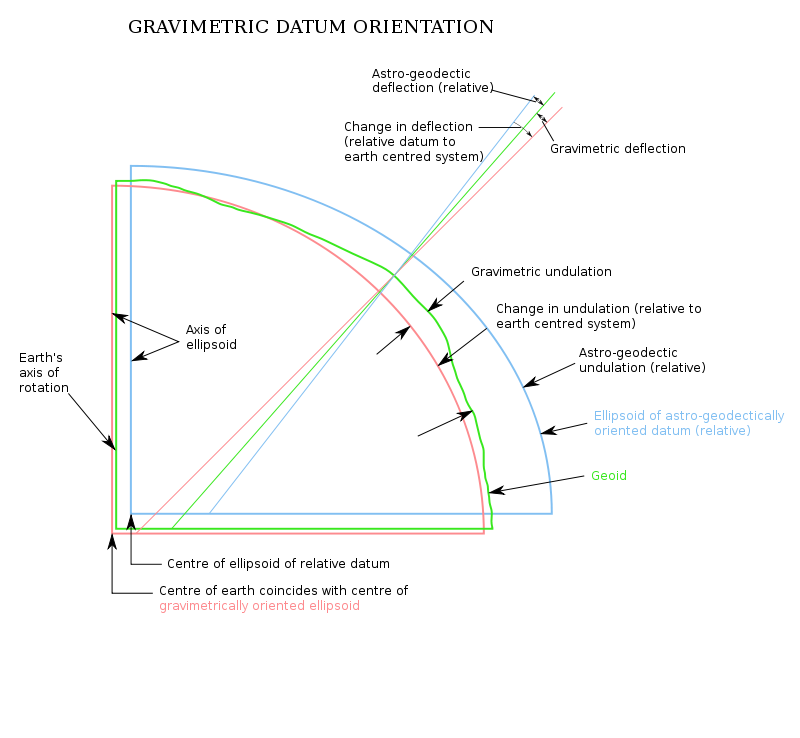 GRAVIMETRIC DATUM ORIENTATION
Astro-geodectic
deflection (relative)
Change in deflection
(relative datum to
earth centred system)
Gravimetric deflection
Gravimetric undulation
Change in undulation (relative to
earth centred system)
Axis of
ellipsoid
Earth's
axis of
rotation
Astro-geodectic
undulation (relative)
Ellipsoid of astro-geodectically
oriented datum (relative)
Geoid
Centre of ellipsoid of relative datum
Centre of earth coincides with centre of
gravimetrically oriented ellipsoid